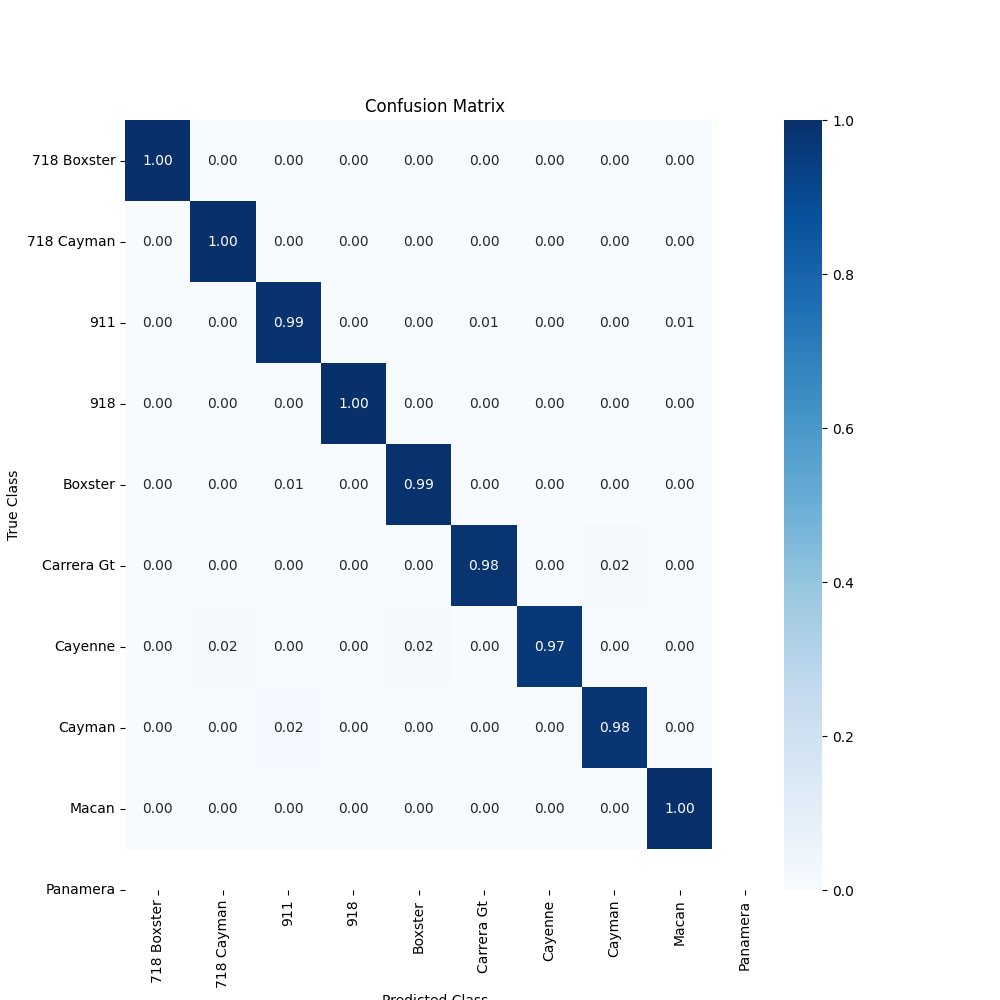 Confusion Matrix
718 Boxster 1.00 0.00 0.00 0.00 0.00 0.00 0.00 0.00 0.00
718 Cayman 0.00 1.00 0.00 0.00 0.00 0.00 0.00 0.00 0.00
911 0.00 0.00 0.99 0.00 0.00 0.01 0.00 0.00 0.01
918 0.00 0.00 0.00 1.00 0.00 0.00 0.00 0.00 0.00
Boxster 0.00 0.00 0.01 0.00 0.99 0.00 0.00 0.00 0.00
Carrera Gt 0.00 0.00 0.00 0.00 0.00 0.98 0.00 0.02 0.00
Cayenne 0.00 0.02 0.00 0.00 0.02 0.00 0.97 0.00 0.00
Cayman 0.00 0.00 0.02 0.00 0.00 0.00 0.00 0.98 0.00
Macan 0.00 0.00 0.00 0.00 0.00 0.00 0.00 0.00 1.00
Panamera
True Class
718 Boxster 718 Cayman 911 918 Boxster Carrera Gt Cayenne Cayman Macan Panamera
Predicted Class
1.0
0.8
0.6
0.4
0.2
0.0